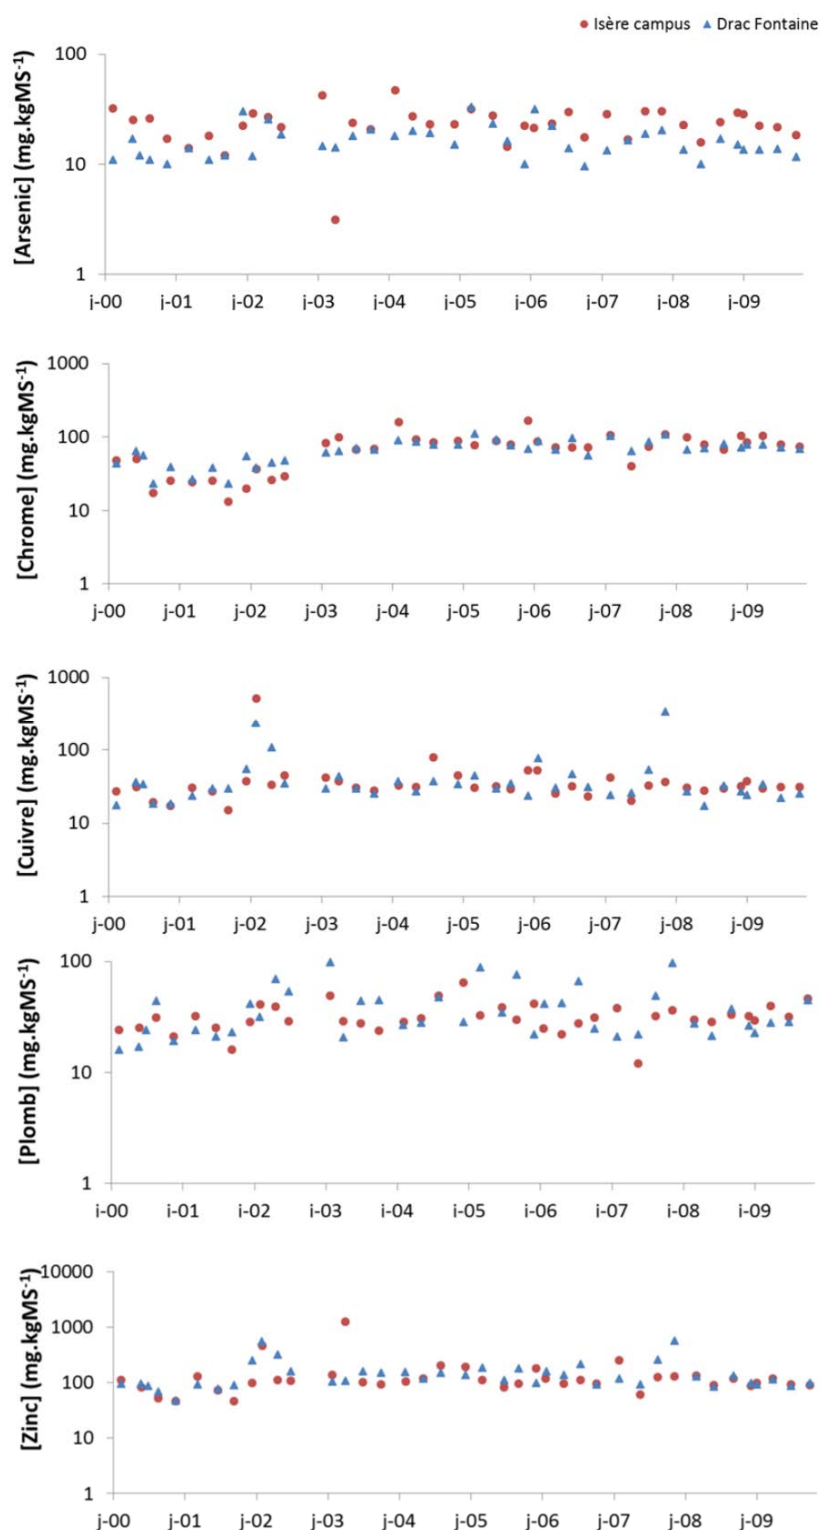 Isère campus Drac Fontaine
[Arsenic] (mg.kgMS⁻¹)
100
10
1
i-00 i-01 i-02 i-03 i-04 i-05 i-06 i-07 i-08 i-09
[Chrome] (mg.kgMS⁻¹)
1000
100
10
1
j-00 j-01 j-02 j-03 j-04 j-05 j-06 j-07 j-08 j-09
[Cuivre] (mg.kgMS⁻¹)
1000
100
10
1
j-00 j-01 j-02 j-03 j-04 j-05 j-06 j-07 j-08 j-09
[Plomb] (mg.kgMS⁻¹)
100
10
1
i-00 i-01 i-02 i-03 i-04 i-05 i-06 i-07 i-08 i-09
[Zinc] (mg.kgMS⁻¹)
10000
1000
100
10
1
j-00 j-01 j-02 j-03 j-04 j-05 j-06 j-07 j-08 j-09